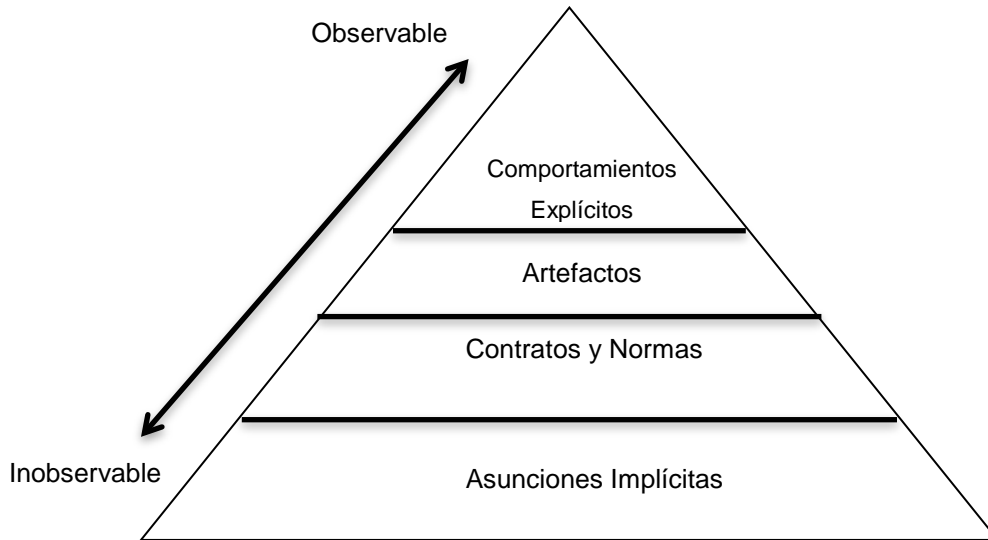 Observable
Comportamientos
Explícitos
Artefactos
Contratos y Normas
Inobservable
Asunciones Implícitas